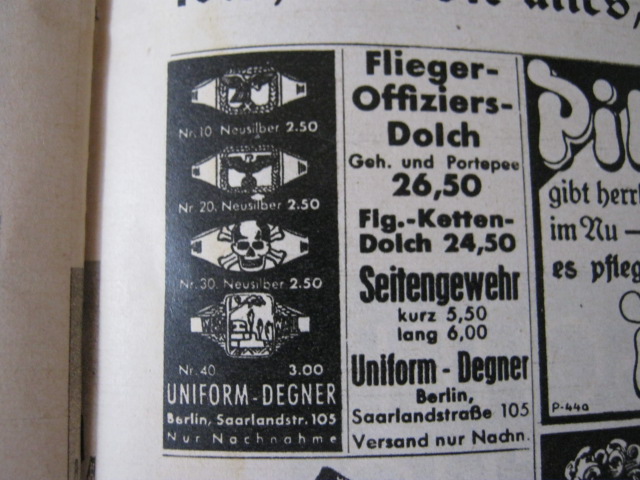 Nr. 10 Neusilber 2.50
Nr. 20. Neusilber 2.50
Nr. 30. Neusilber 2.50
Nr. 40 3.00
UNIFORM-DEGNER
Berlin, Saarlandstr. 105
Nur Nachnahme
Flieger-
Offiziers-
Dolch
Geh. und Portepee
26,50
Flg.-Ketten-
Dolch 24,50
Seitengewehr
kurz 5,50
lang 6,00
Uniform - Degner
Berlin,
Saarlandstraße 105
Versand nur Nachn.
gibt herrl
im Nu —
es pfleg
P-44a